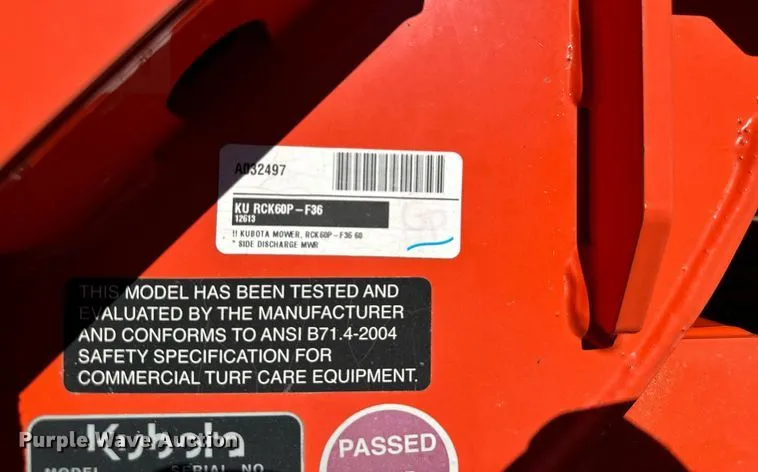 A032497
KU RCK60P-F36
12613
!! KUBOTA MOWER, RCK60P-F36 60
* SIDE DISCHARGE MWR
THIS MODEL HAS BEEN TESTED AND
EVALUATED BY THE MANUFACTURER
AND CONFORMS TO ANSI B71.4-2004
SAFETY SPECIFICATION FOR
COMMERCIAL TURF CARE EQUIPMENT.
Kubota
Purple Wave Auction
MODEL SERIAL NO.
PASSED